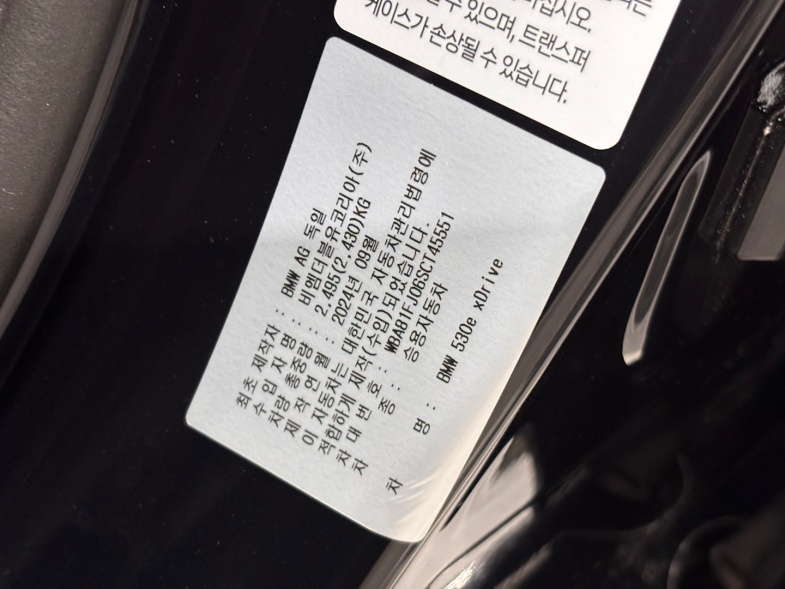 수 있으며, 트랜스퍼
케이스가 손상될 수 있습니다.
최초 제작자 : BMW AG 독일
수 입 자 명 : 비엠더블유코리아(주)
차량 총중량 : 2,495(2,430)KG
제 작 연 월 : 2024년 09월
이 자동차는 대한민국 자동차관리법령에
적합하게 제작(수입)되었습니다.
차 대 번 호 : WBA81FJ06SCT45551
차 종 : 승용자동차
차 명 : BMW 530e xDrive